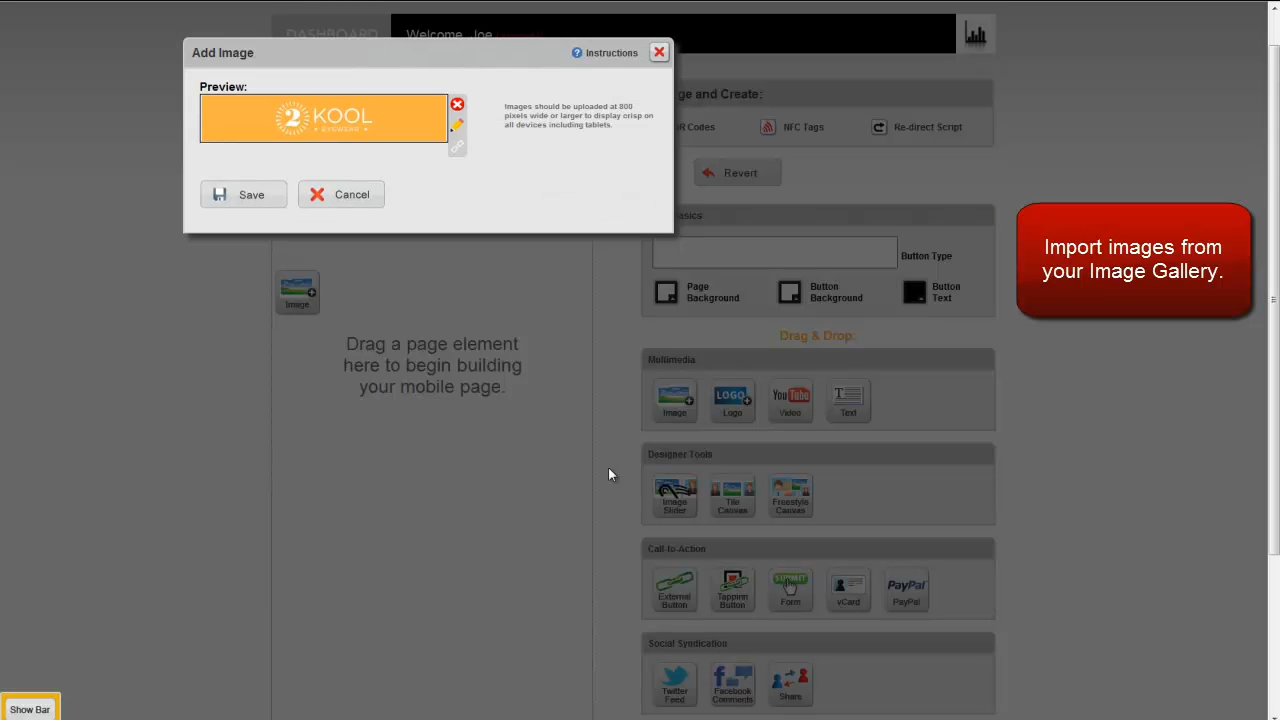 DASHBOARD
Welcome, Joe
Add Image
Instructions
Preview:
2 KOOL
EYEWEAR
Images should be uploaded at 800
pixels wide or larger to display crisp on
all devices including tablets.
Save
Cancel
ge and Create:
R Codes
NFC Tags
Re-direct Script
Revert
asics
Button Type
Page
Background
Button
Background
Button
Text
Import images from
your Image Gallery.
Image
Drag a page element
here to begin building
your mobile page.
Drag & Drop:
Multimedia
Image
LOGO
Logo
YouTube
Video
T
Text
Designer Tools
Image
Slider
Tile
Canvas
Freestyle
Canvas
Call-to-Action
External
Button
Tappinn
Button
SUBMIT
Form
vCard
PayPal
PayPal
Social Syndication
Twitter
Feed
Facebook
Comments
Share
Show Bar